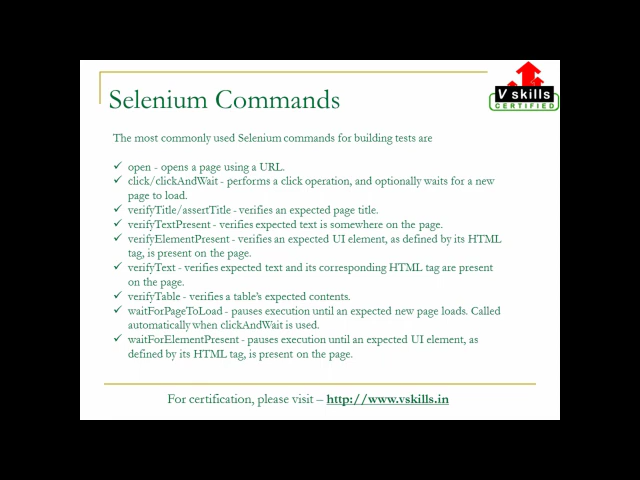 V skills
CERTIFIED
Selenium Commands
The most commonly used Selenium commands for building tests are
✓ open - opens a page using a URL.
✓ click/clickAndWait - performs a click operation, and optionally waits for a new
page to load.
✓ verifyTitle/assertTitle - verifies an expected page title.
✓ verifyTextPresent - verifies expected text is somewhere on the page.
✓ verifyElementPresent - verifies an expected UI element, as defined by its HTML
tag, is present on the page.
✓ verifyText - verifies expected text and its corresponding HTML tag are present
on the page.
✓ verifyTable - verifies a table's expected contents.
✓ waitForPageToLoad - pauses execution until an expected new page loads. Called
automatically when clickAndWait is used.
✓ waitForElementPresent - pauses execution until an expected UI element, as
defined by its HTML tag, is present on the page.
For certification, please visit – http://www.vskills.in